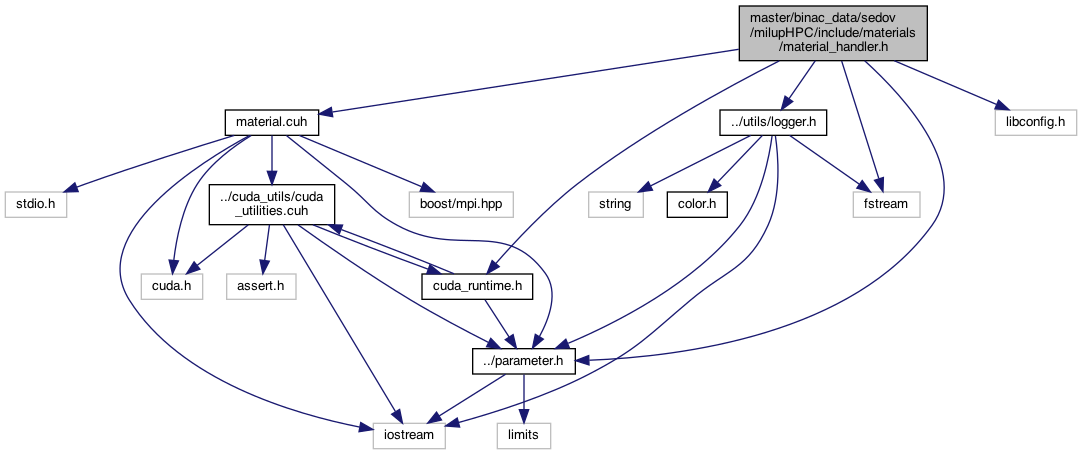 master/binac_data/sedov
/milupHPC/include/materials
/material_handler.h
material.cuh
../utils/logger.h
libconfig.h
stdio.h
../cuda_utils/cuda
_utilities.cuh
boost/mpi.hpp
string
color.h
fstream
cuda.h
assert.h
cuda_runtime.h
../parameter.h
iostream
limits